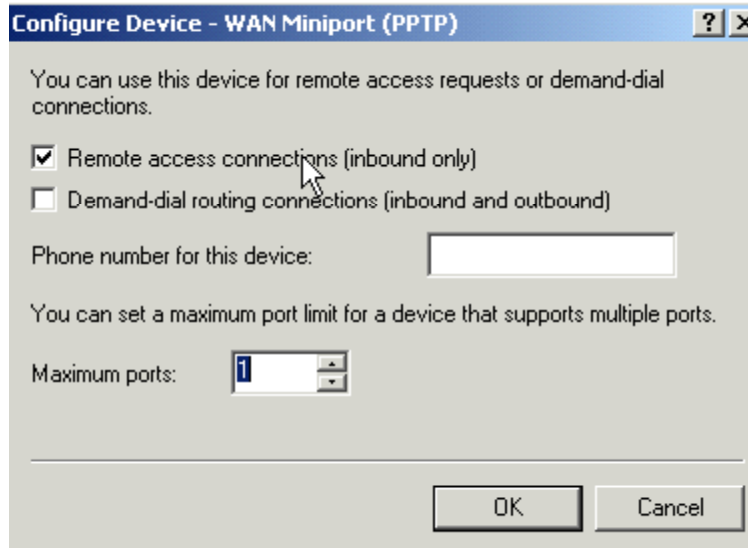 Configure Device - WAN Miniport (PPTP)
You can use this device for remote access requests or demand-dial
connections.
Remote access connections (inbound only)
Demand-dial routing connections (inbound and outbound)
Phone number for this device:
You can set a maximum port limit for a device that supports multiple ports.
Maximum ports: 1
OK Cancel